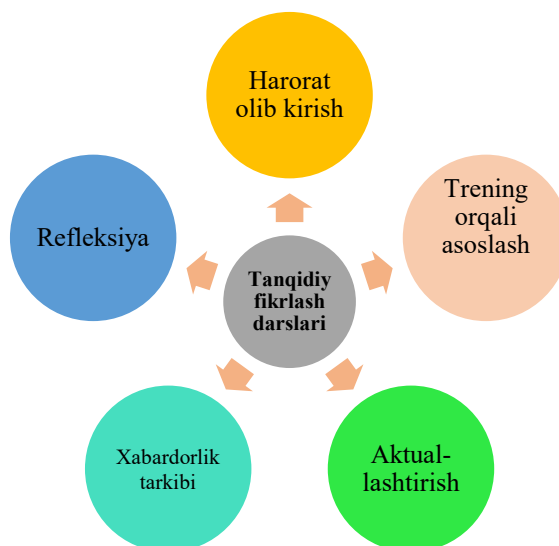 Harorat
olib kirish
Trening
orqali
asoslash
Refleksiya
Tanqidiy
fikrlash
darslari
Xabardorlik
tarkibi
Aktual-
lashtirish